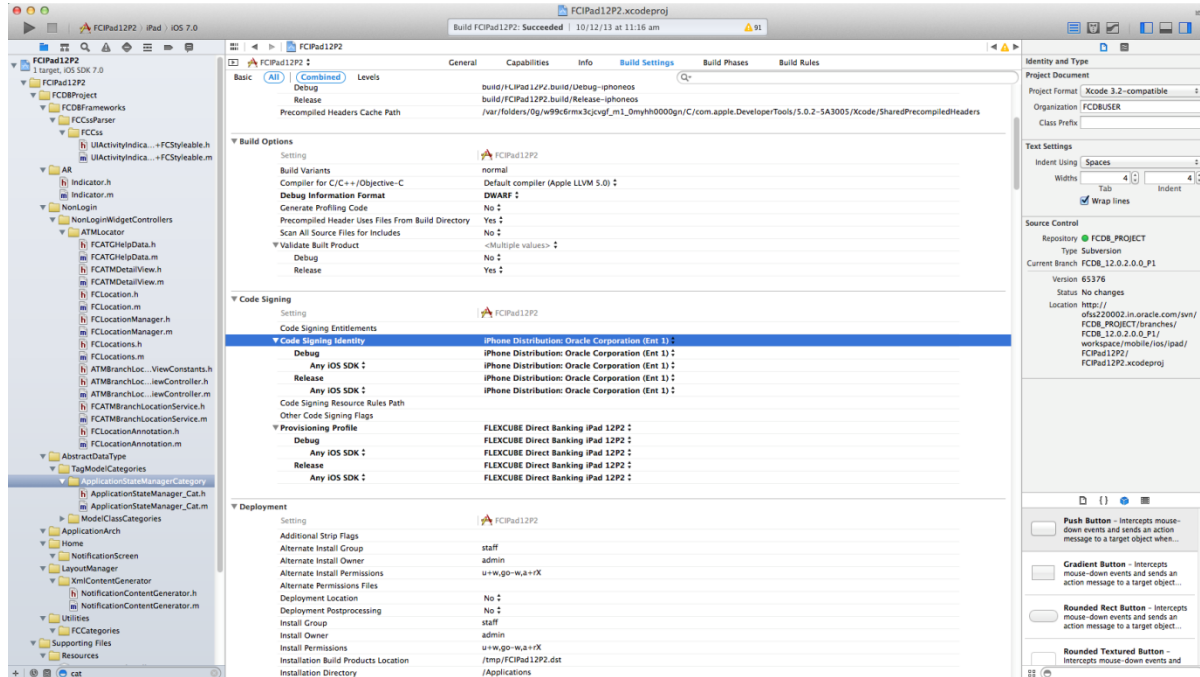 FCIPad12P2.xcodeproj
FCIPad12P2 iPad iOS 7.0
Build FCIPad12P2: Succeeded | 10/12/13 at 11:16 am
91
FCIPad12P2
1 target, iOS SDK 7.0
FCIPad12P2
FCDBProject
FCDBFrameworks
FCCssParser
FCCss
UIActivityIndica...+FCStyleable.h
UIActivityIndica...+FCStyleable.m
AR
Indicator.h
Indicator.m
NonLogin
NonLoginWidgetControllers
ATMLocator
FCATGHelpData.h
FCATGHelpData.m
FCATMDetailView.h
FCATMDetailView.m
FCLocation.h
FCLocation.m
FCLocationManager.h
FCLocationManager.m
FCLocations.h
FCLocations.m
ATMBranchLoc...ViewConstants.h
ATMBranchLoc...iewController.h
ATMBranchLoc...iewController.m
FCATMBranchLocationService.h
FCATMBranchLocationService.m
FCLocationAnnotation.h
FCLocationAnnotation.m
AbstractDataType
TagModelCategories
ApplicationStateManagerCategory
ApplicationStateManager_Cat.h
ApplicationStateManager_Cat.m
ModelClassCategories
ApplicationArch
Home
NotificationScreen
LayoutManager
XmlContentGenerator
NotificationContentGenerator.h
NotificationContentGenerator.m
Utilities
FCCategories
Supporting Files
Resources
cat
FCIPad12P2
FCIPad12P2 General Capabilities Info Build Settings Build Phases Build Rules
Basic All Combined Levels
Debug build/FCIPad12P2.build/Debug-iphoneos
Release build/FCIPad12P2.build/Release-iphoneos
Precompiled Headers Cache Path /var/folders/0g/w99c6rmx3cjcvgf_m1_0myhh0000gn/C/com.apple.DeveloperTools/5.0.2-5A3005/Xcode/SharedPrecompiledHeaders
Build Options
Setting FCIPad12P2
Build Variants normal
Compiler for C/C++/Objective-C Default compiler (Apple LLVM 5.0)
Debug Information Format DWARF
Generate Profiling Code No
Precompiled Header Uses Files From Build Directory Yes
Scan All Source Files for Includes No
Validate Built Product <Multiple values>
Debug No
Release Yes
Code Signing
Setting FCIPad12P2
Code Signing Entitlements
Code Signing Identity iPhone Distribution: Oracle Corporation (Ent 1)
Debug iPhone Distribution: Oracle Corporation (Ent 1)
Any iOS SDK iPhone Distribution: Oracle Corporation (Ent 1)
Release iPhone Distribution: Oracle Corporation (Ent 1)
Any iOS SDK iPhone Distribution: Oracle Corporation (Ent 1)
Code Signing Resource Rules Path
Other Code Signing Flags
Provisioning Profile FLEXCUBE Direct Banking iPad 12P2
Debug FLEXCUBE Direct Banking iPad 12P2
Any iOS SDK FLEXCUBE Direct Banking iPad 12P2
Release FLEXCUBE Direct Banking iPad 12P2
Any iOS SDK FLEXCUBE Direct Banking iPad 12P2
Deployment
Setting FCIPad12P2
Additional Strip Flags
Alternate Install Group staff
Alternate Install Owner admin
Alternate Install Permissions u+w,go-w,a+rX
Alternate Permissions Files
Deployment Location No
Deployment Postprocessing No
Install Group staff
Install Owner admin
Install Permissions u+w,go-w,a+rX
Installation Build Products Location /tmp/FCIPad12P2.dst
Installation Directory /Applications
Identity and Type
Project Document
Project Format Xcode 3.2-compatible
Organization FCDBUSER
Class Prefix
Text Settings
Indent Using Spaces
Widths 4 4
Tab Indent
Wrap lines
Source Control
Repository FCDB_PROJECT
Type Subversion
Current Branch FCDB_12.0.2.0.0_P1
Version 65376
Status No changes
Location http://
ofss220002.in.oracle.com/svn/
FCDB_PROJECT/branches/
FCDB_12.0.2.0.0_P1/
workspace/mobile/ios/ipad/
FCIPad12P2/
FCIPad12P2.xcodeproj
Push Button - Intercepts mouse-
down events and sends an action
message to a target object when...
Gradient Button - Intercepts
mouse-down events and sends an
action message to a target object...
Rounded Rect Button - Intercepts
mouse-down events and sends an
action message to a target object...
Rounded Textured Button -
Intercepts mouse-down events and